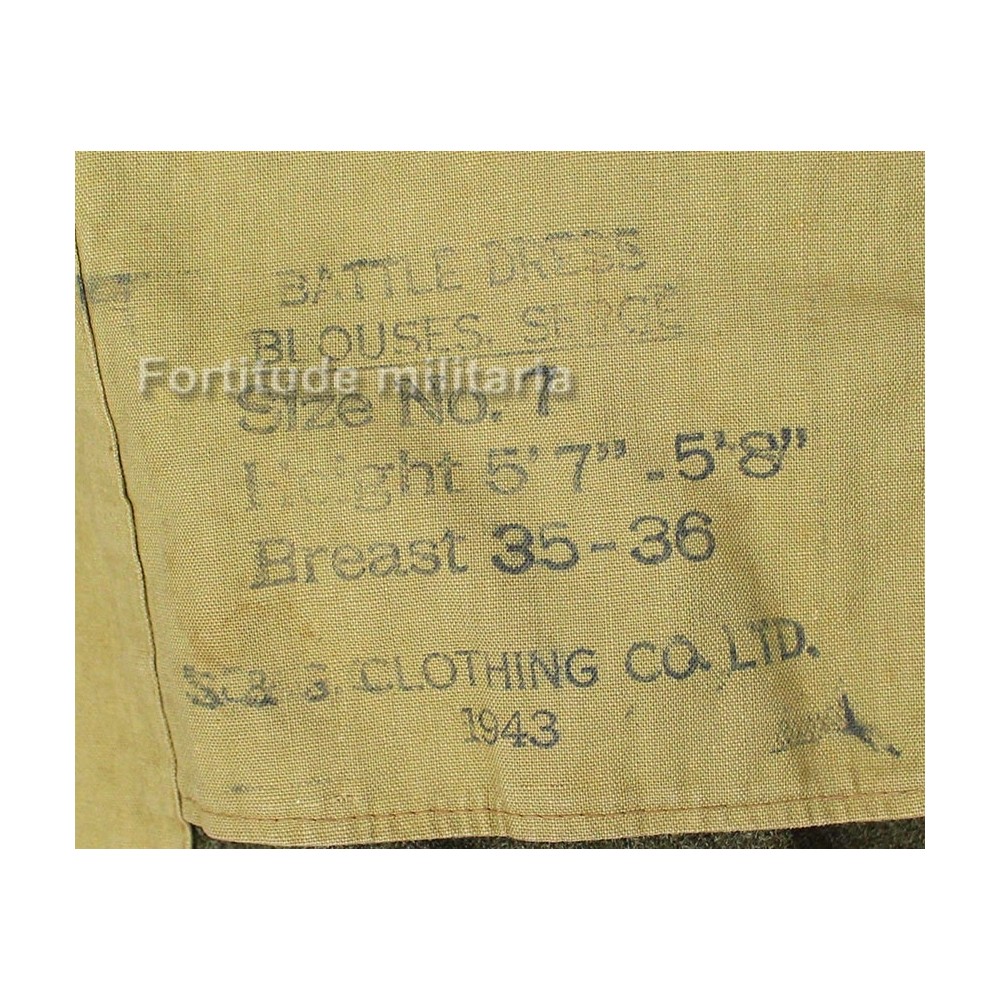 BATTLE DRESS
BLOUSES. SERGE
Fortitude militaria
Size No. 7
Height 5'7" - 5'8"
Breast 35-36
CLOTHING CO. LTD.
1943